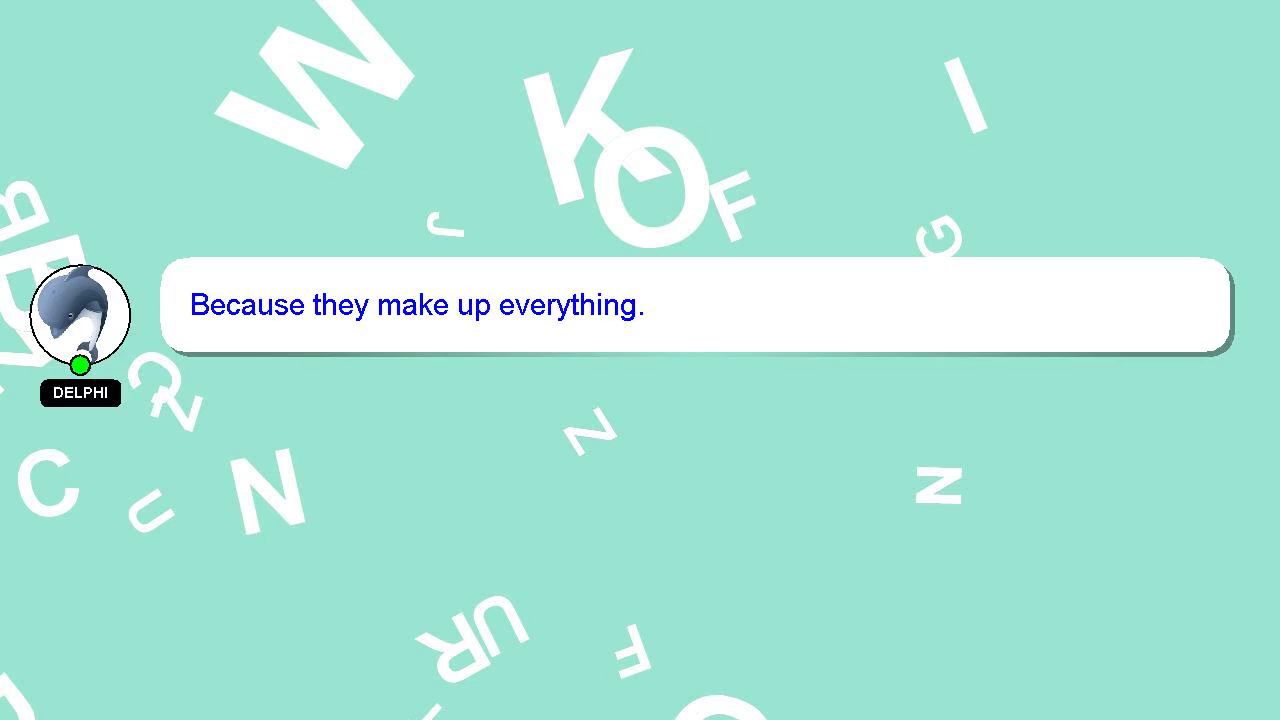 W
K
I
O
F
B
J
G
Because they make up everything.
DELPHI
C
Z
N
C
N
U
N
U
R
F